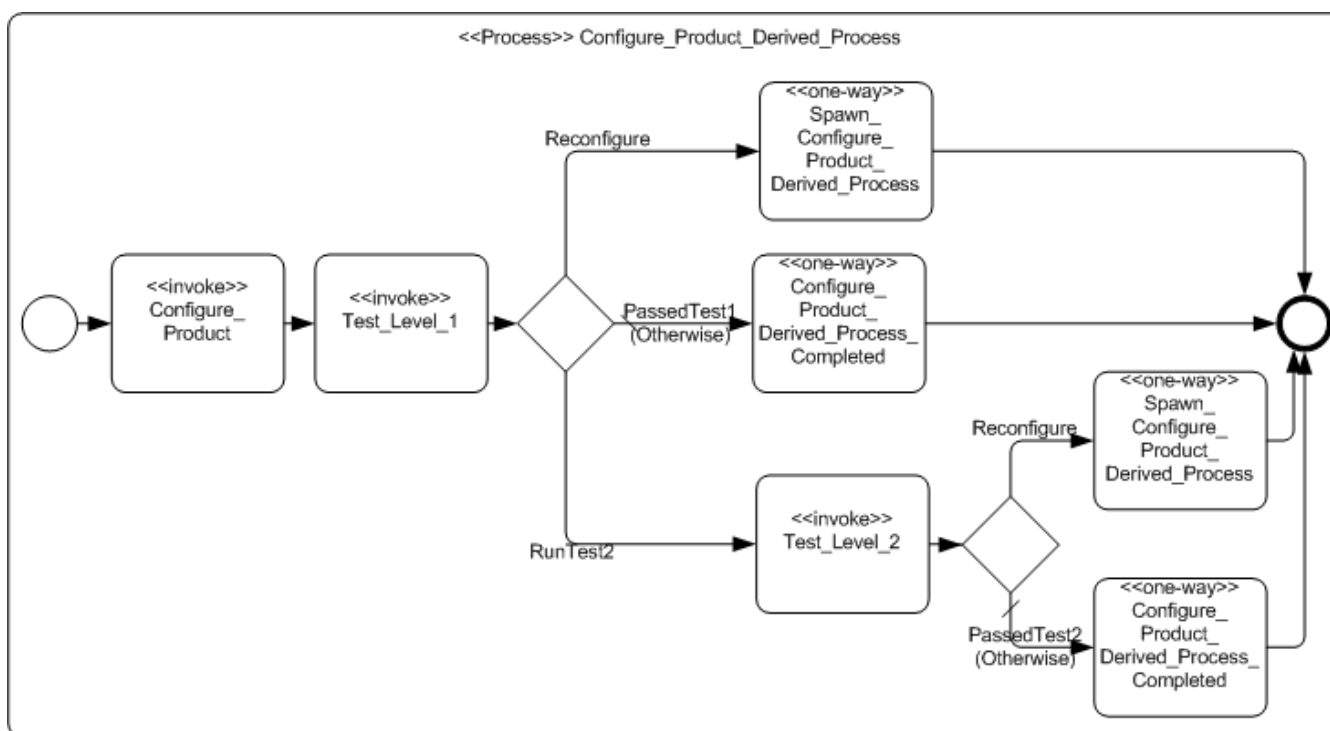 <<Process>> Configure_Product_Derived_Process
<<one-way>>
Spawn_
Configure_
Product_
Derived_Process
Reconfigure
<<invoke>>
Configure_
Product
<<invoke>>
Test_Level_1
PassedTest1
(Otherwise)
<<one-way>>
Configure_
Product_
Derived_Process_
Completed
RunTest2
<<invoke>>
Test_Level_2
Reconfigure
<<one-way>>
Spawn_
Configure_
Product_
Derived_Process
PassedTest2
(Otherwise)
<<one-way>>
Configure_
Product_
Derived_Process_
Completed